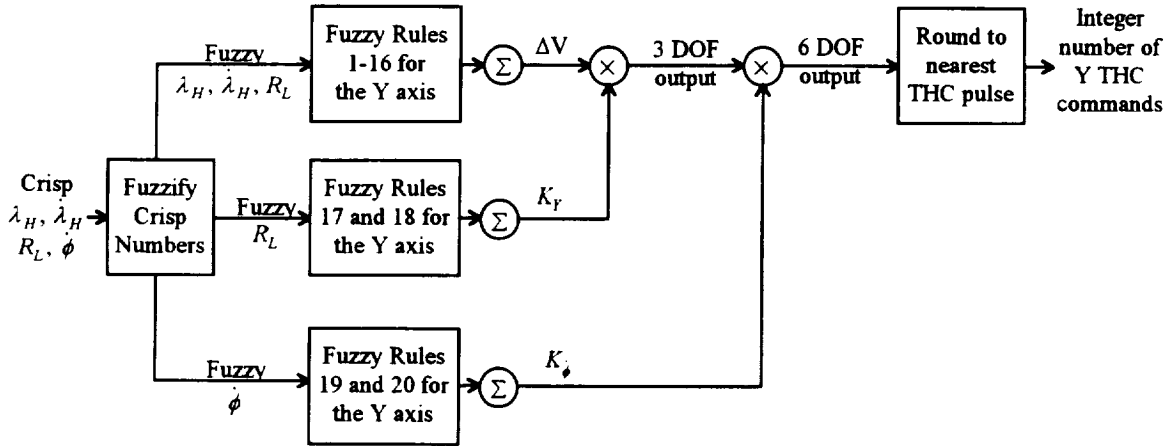 Crisp
λ_H, λ̇_H
R_L, φ̇
Fuzzify
Crisp
Numbers
Fuzzy
λ_H, λ̇_H, R_L
Fuzzy Rules
1-16 for
the Y axis
Σ
ΔV
×
3 DOF
output
×
6 DOF
output
Round to
nearest
THC pulse
Integer
number of
Y THC
commands
Fuzzy
R_L
Fuzzy Rules
17 and 18 for
the Y axis
Σ
K_Y
Fuzzy
φ̇
Fuzzy Rules
19 and 20 for
the Y axis
Σ
K_φ̇